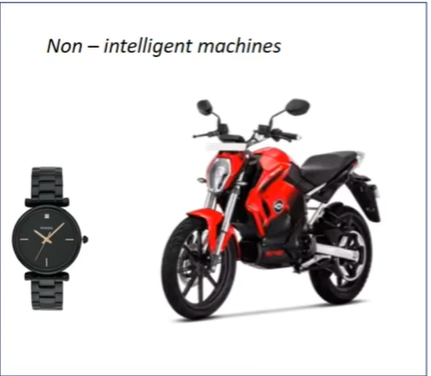 Non – intelligent machines